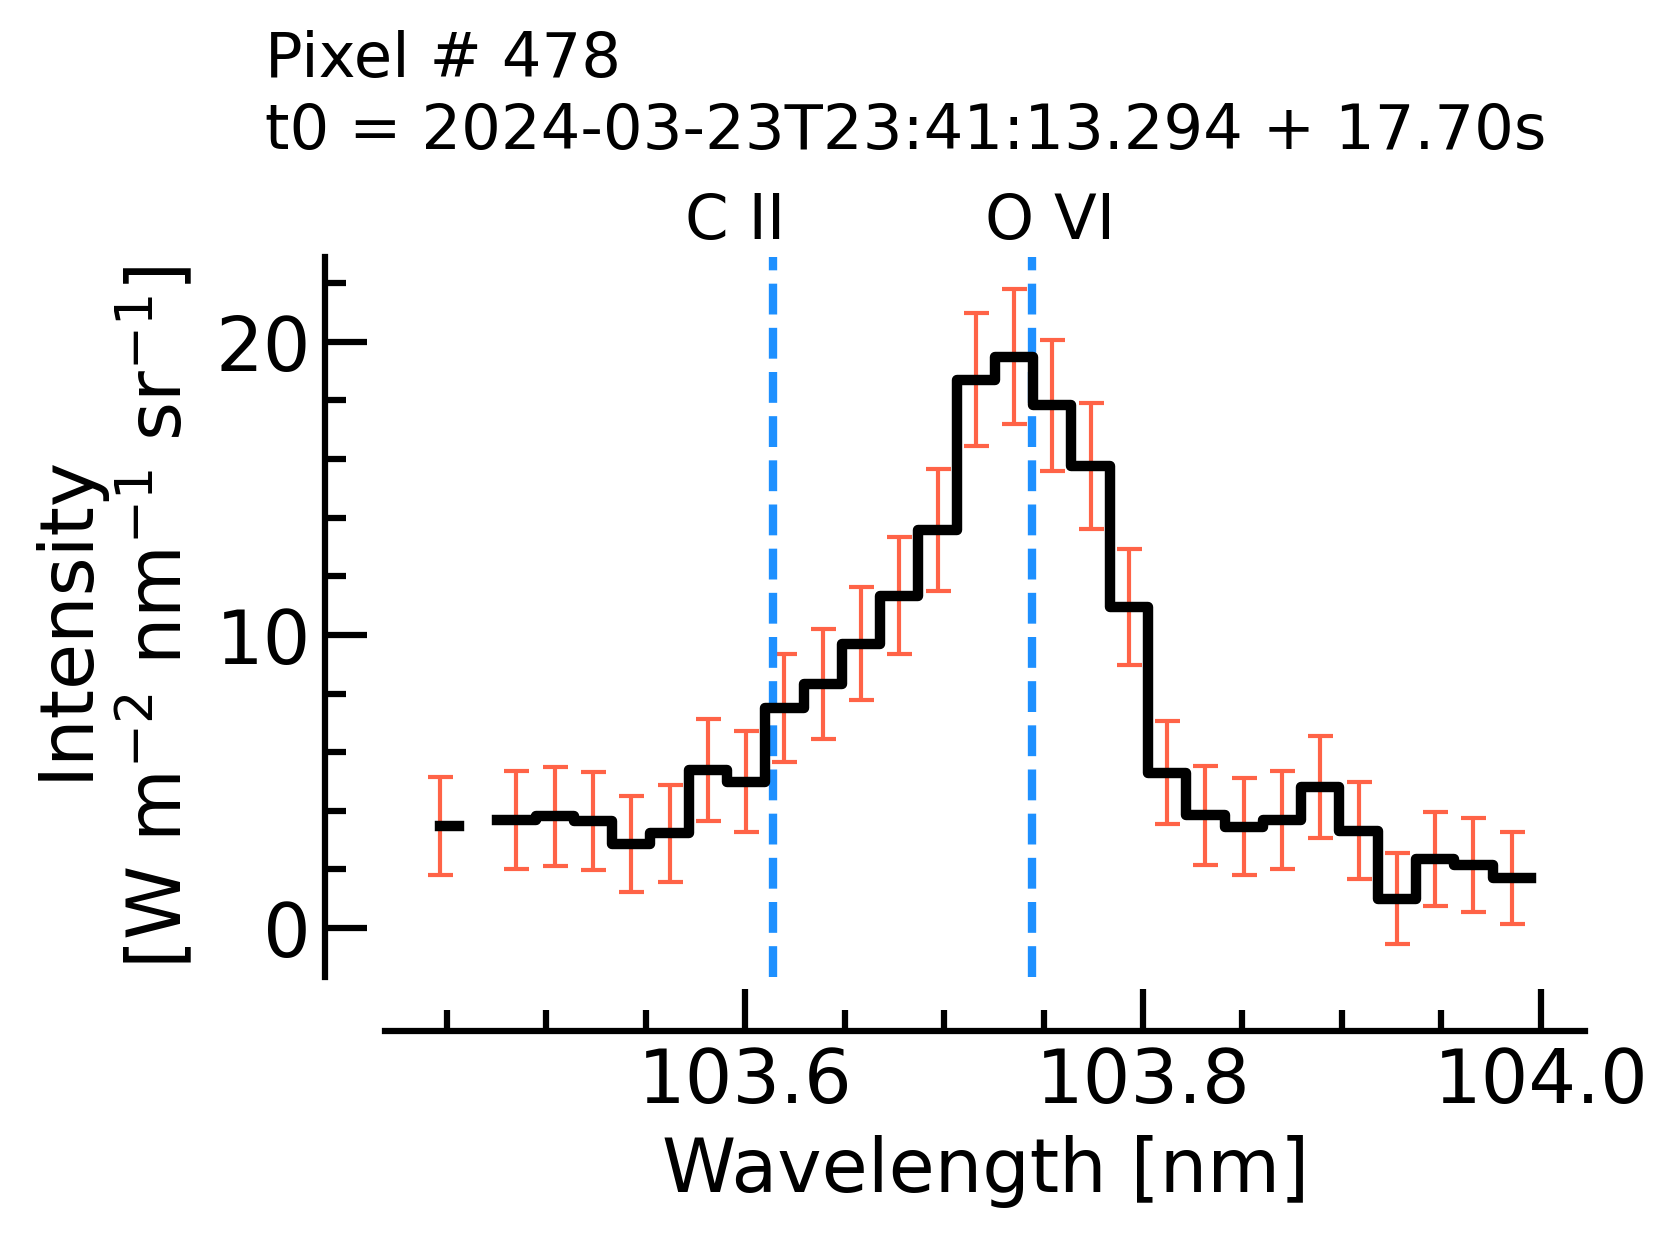 Pixel # 478
t0 = 2024-03-23T23:41:13.294 + 17.70s
C II
O VI
Intensity
[W m⁻² nm⁻¹ sr⁻¹]
20
10
0
103.6
103.8
104.0
Wavelength [nm]